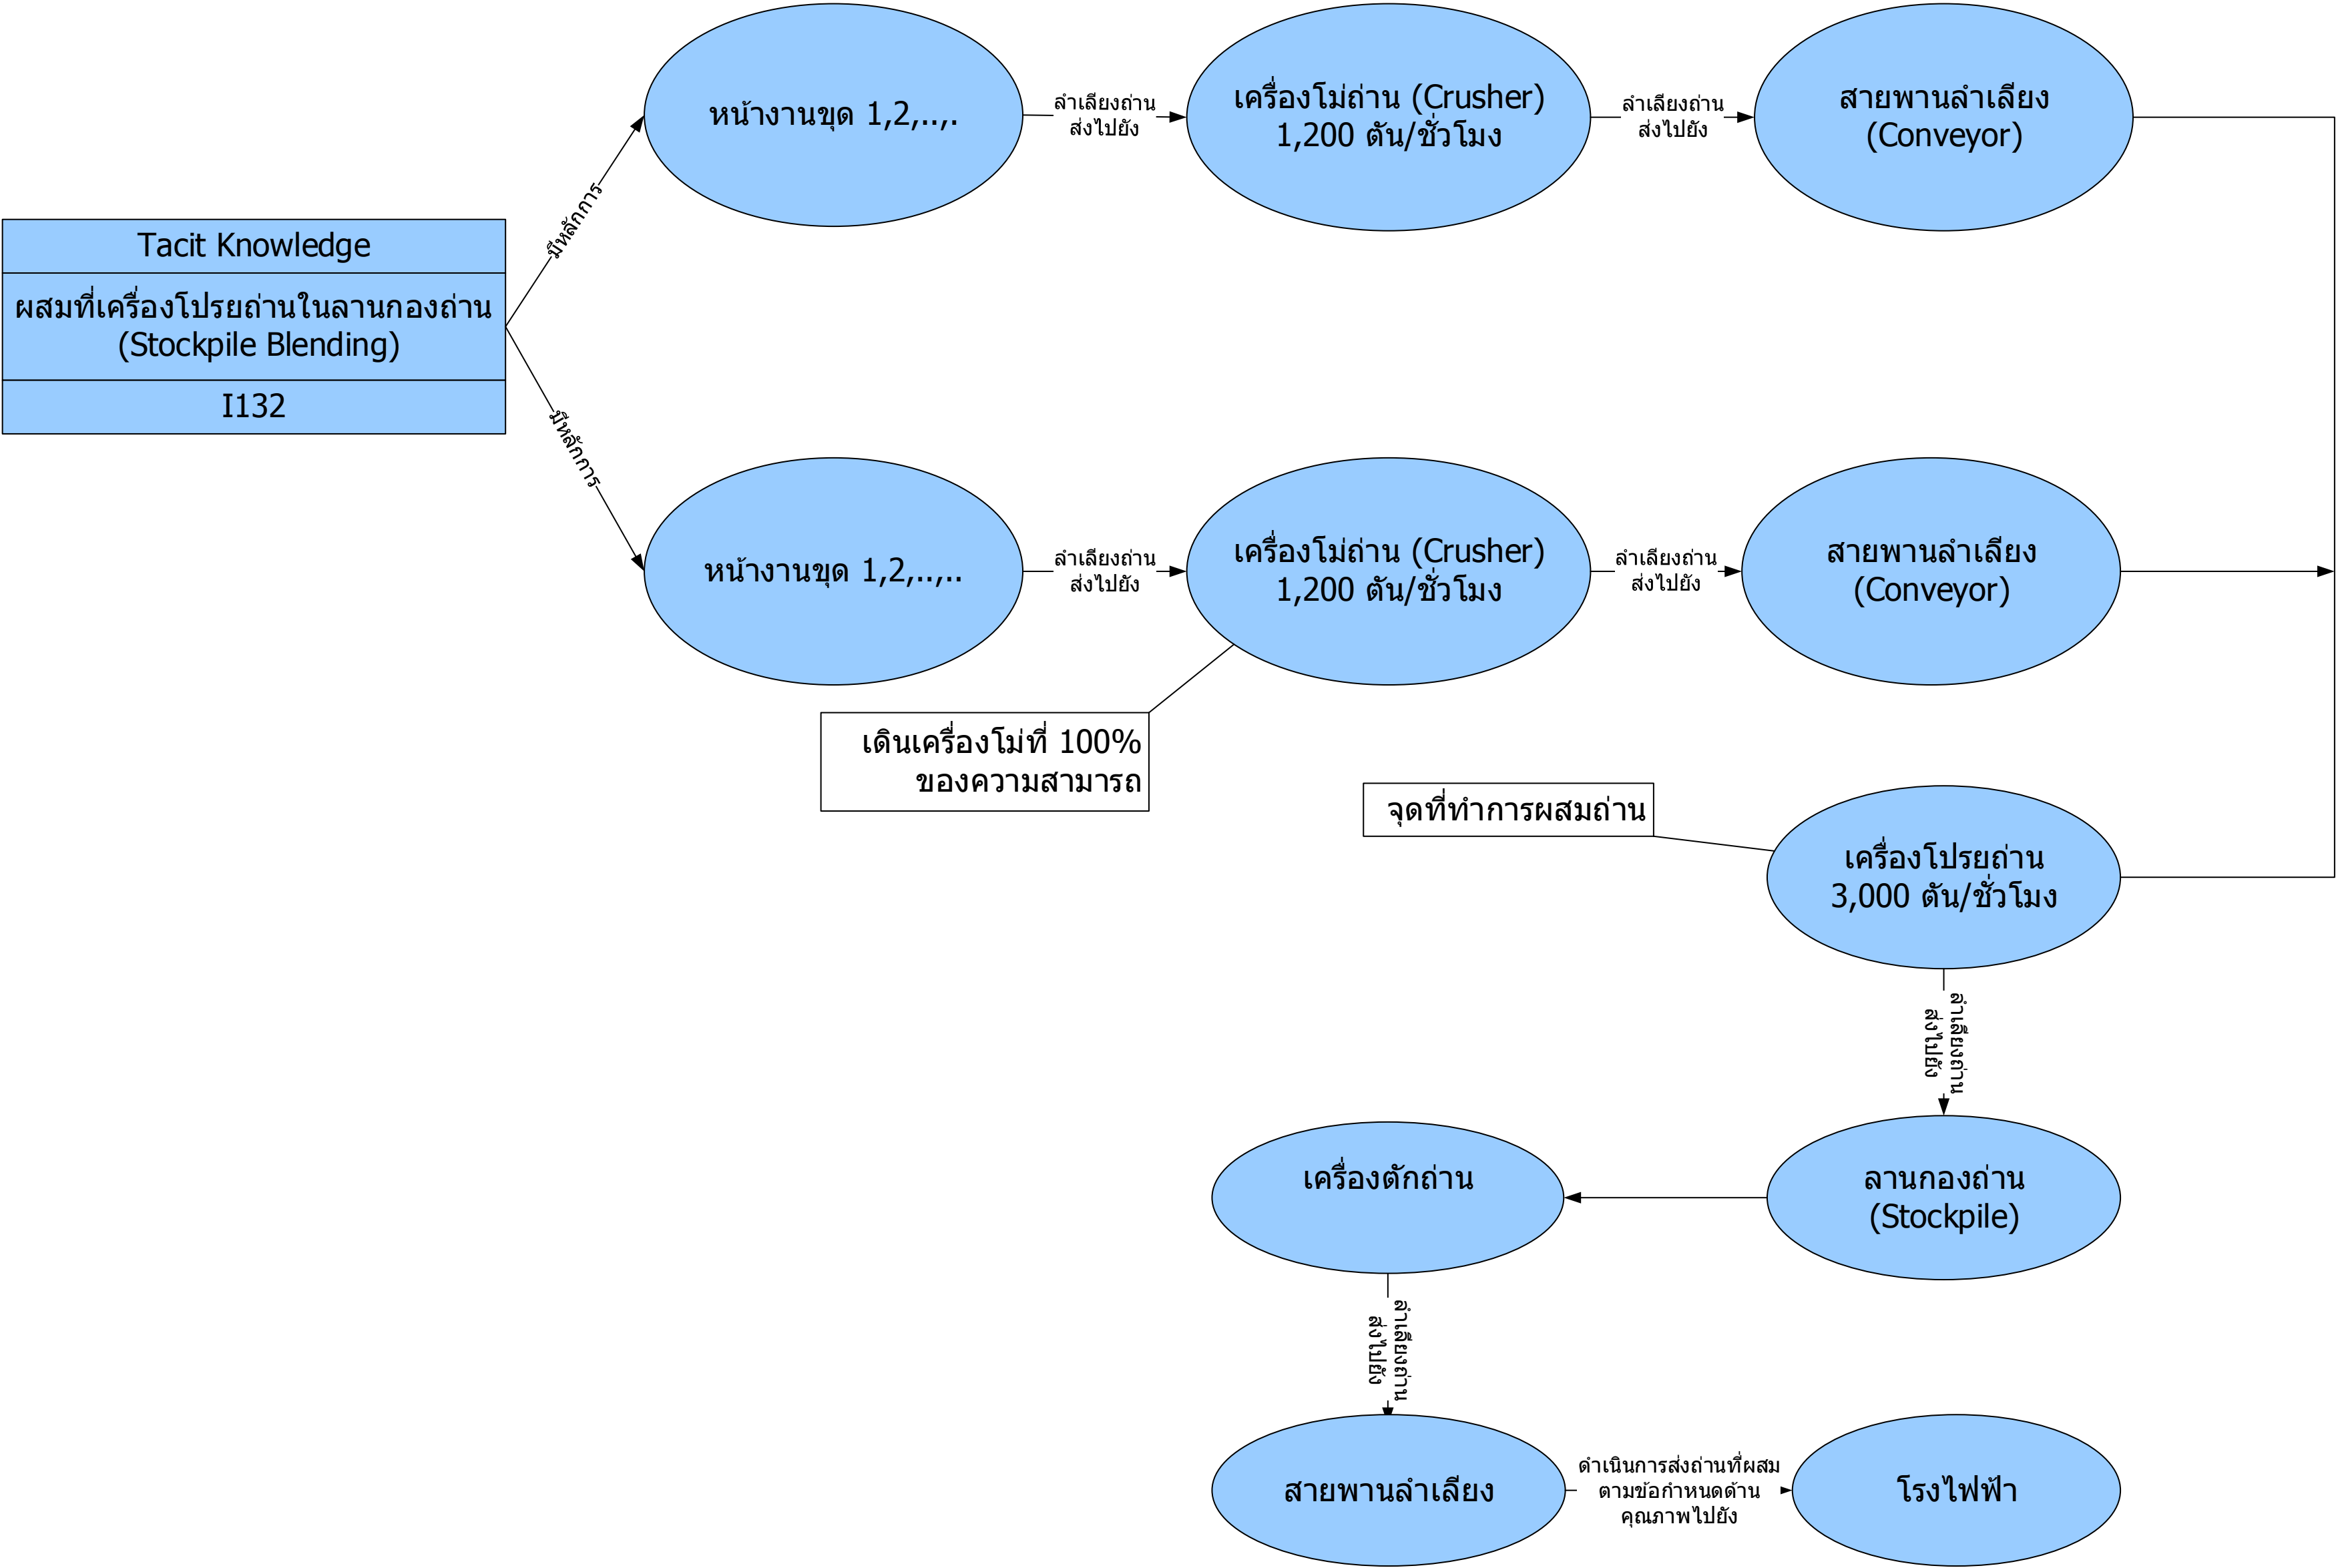 Tacit Knowledge
ผสมที่เครื่องโปรยถ่านในลานกองถ่าน
(Stockpile Blending)
I132
มีหลักการ
มีหลักการ
หน้างานขุด 1,2,..,.
ลำเลียงถ่าน
ส่งไปยัง
เครื่องโม่ถ่าน (Crusher)
1,200 ตัน/ชั่วโมง
ลำเลียงถ่าน
ส่งไปยัง
สายพานลำเลียง
(Conveyor)
หน้างานขุด 1,2,..,..
ลำเลียงถ่าน
ส่งไปยัง
เครื่องโม่ถ่าน (Crusher)
1,200 ตัน/ชั่วโมง
ลำเลียงถ่าน
ส่งไปยัง
สายพานลำเลียง
(Conveyor)
เดินเครื่องโม่ที่ 100%
ของความสามารถ
จุดที่ทำการผสมถ่าน
เครื่องโปรยถ่าน
3,000 ตัน/ชั่วโมง
ลำเลียงถ่าน
ส่งไปยัง
ลานกองถ่าน
(Stockpile)
เครื่องตักถ่าน
ลำเลียงถ่าน
ส่งไปยัง
สายพานลำเลียง
ดำเนินการส่งถ่านที่ผสม
ตามข้อกำหนดด้าน
คุณภาพไปยัง
โรงไฟฟ้า